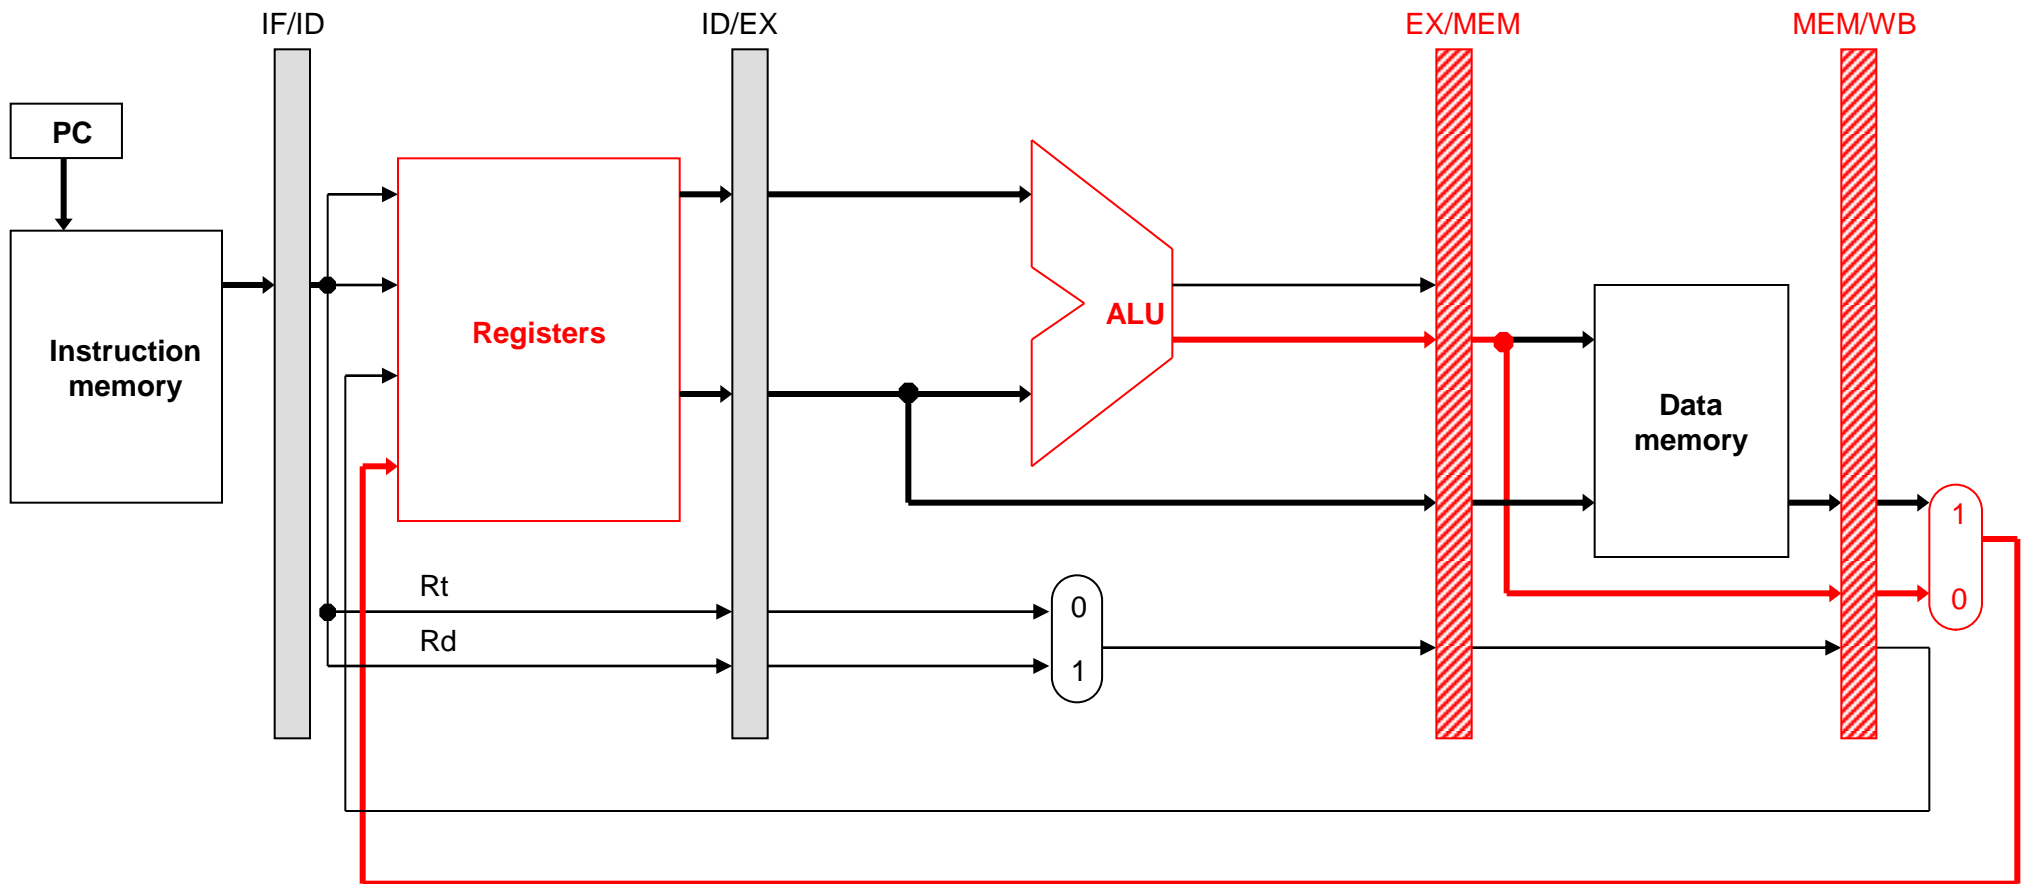 IF/ID
ID/EX
EX/MEM
MEM/WB
PC
Instruction
memory
Registers
ALU
Data
memory
Rt
Rd
0
1
1
0